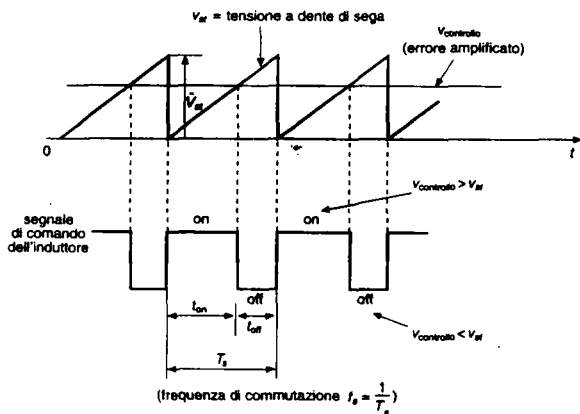 v_st = tensione a dente di sega
v_controllo
(errore amplificato)
V̂_st
0
t
v_controllo > v_st
segnale
di comando
dell'induttore
on
on
off
off
t_on
t_off
v_controllo < v_st
T_s
(frequenza di commutazione f_s = 1/T_s)